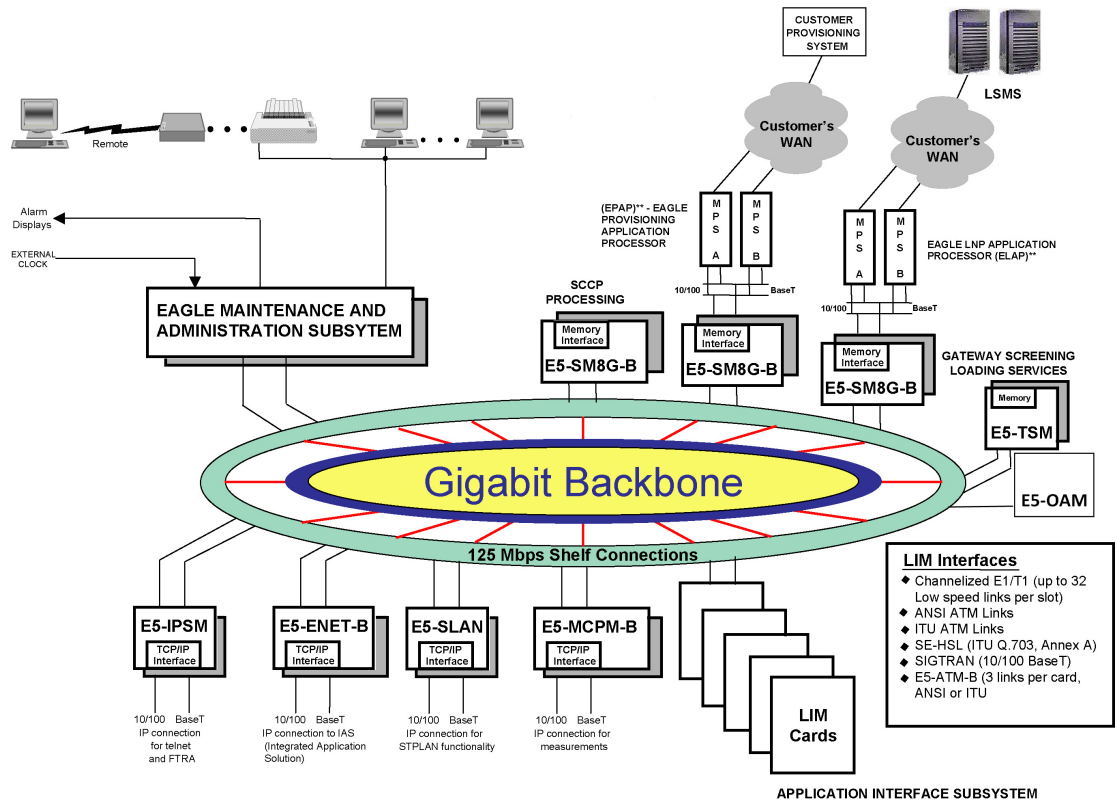 CUSTOMER
PROVISIONING
SYSTEM
LSMS
Customer's
WAN
Customer's
WAN
Remote
Alarm
Displays
EXTERNAL
CLOCK
(EPAP)** - EAGLE
PROVISIONING
APPLICATION
PROCESSOR
M
P
S
A
M
P
S
B
10/100
BaseT
M
P
S
A
M
P
S
B
EAGLE LNP APPLICATION
PROCESSOR (ELAP)**
10/100
BaseT
EAGLE MAINTENANCE AND
ADMINISTRATION SUBSYTEM
SCCP
PROCESSING
Memory
Interface
E5-SM8G-B
Memory
Interface
E5-SM8G-B
Memory
Interface
E5-SM8G-B
GATEWAY SCREENING
LOADING SERVICES
Memory
E5-TSM
E5-OAM
Gigabit Backbone
125 Mbps Shelf Connections
E5-IPSM
TCP/IP
Interface
10/100 BaseT
IP connection
for telnet
and FTRA
E5-ENET-B
TCP/IP
Interface
10/100 BaseT
IP connection to IAS
(Integrated Application
Solution)
E5-SLAN
TCP/IP
Interface
10/100 BaseT
IP connection for
STPLAN functionality
E5-MCPM-B
TCP/IP
Interface
10/100 BaseT
IP connection for
measurements
LIM
Cards
APPLICATION INTERFACE SUBSYSTEM
LIM Interfaces
◆ Channelized E1/T1 (up to 32
Low speed links per slot)
◆ ANSI ATM Links
◆ ITU ATM Links
◆ SE-HSL (ITU Q.703, Annex A)
◆ SIGTRAN (10/100 BaseT)
◆ E5-ATM-B (3 links per card,
ANSI or ITU